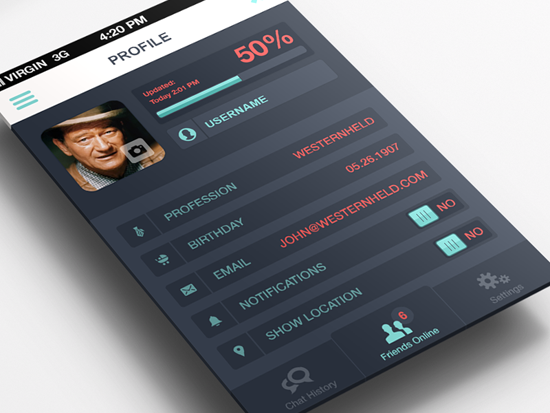 VIRGIN 3G 4:20 PM
PROFILE
Updated:
Today 2:01 PM
50%
USERNAME
PROFESSION WESTERNHELD
BIRTHDAY 05.26.1907
EMAIL JOHN@WESTERNHELD.COM
NOTIFICATIONS NO
SHOW LOCATION NO
Chat History
6
Friends Online
Settings